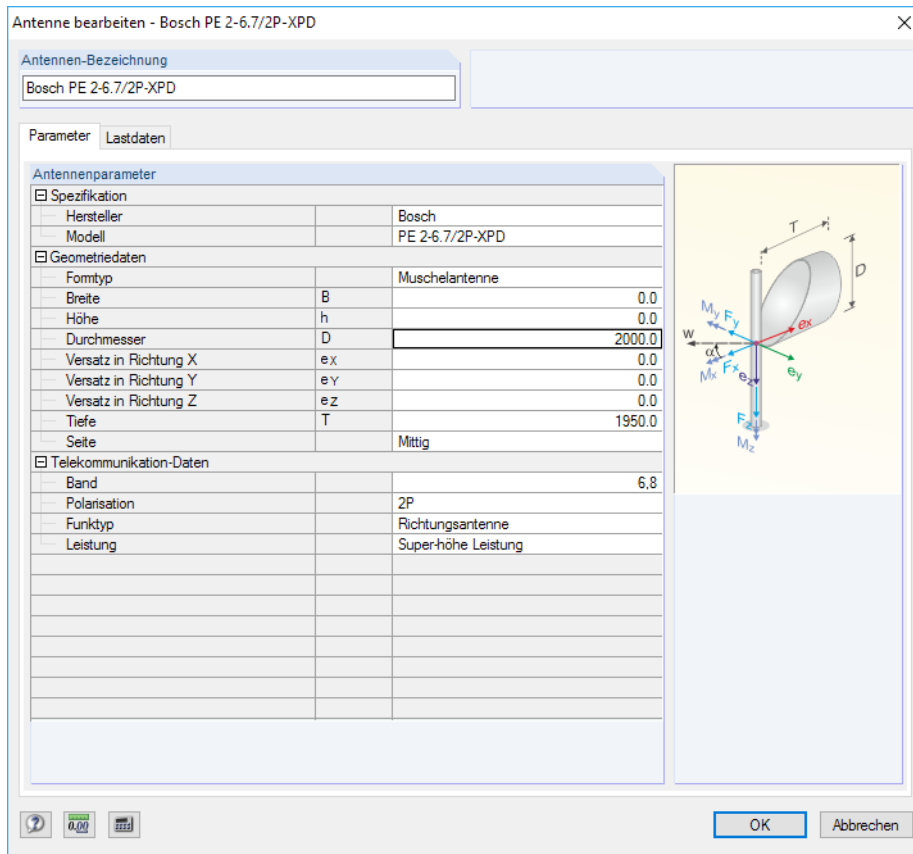 Antenne bearbeiten - Bosch PE 2-6.7/2P-XPD
Antennen-Bezeichnung
Bosch PE 2-6.7/2P-XPD
Parameter Lastdaten
Antennenparameter
Spezifikation
Hersteller Bosch
Modell PE 2-6.7/2P-XPD
Geometriedaten
Formtyp Muschelantenne
Breite B 0.0
Höhe h 0.0
Durchmesser D 2000.0
Versatz in Richtung X eX 0.0
Versatz in Richtung Y eY 0.0
Versatz in Richtung Z eZ 0.0
Tiefe T 1950.0
Seite Mittig
Telekommunikation-Daten
Band 6,8
Polarisation 2P
Funktyp Richtungsantenne
Leistung Super-höhe Leistung
T
D
My Fy ex
w
α
Mx Fx ez ey
Fz
Mz
0.00
OK Abbrechen